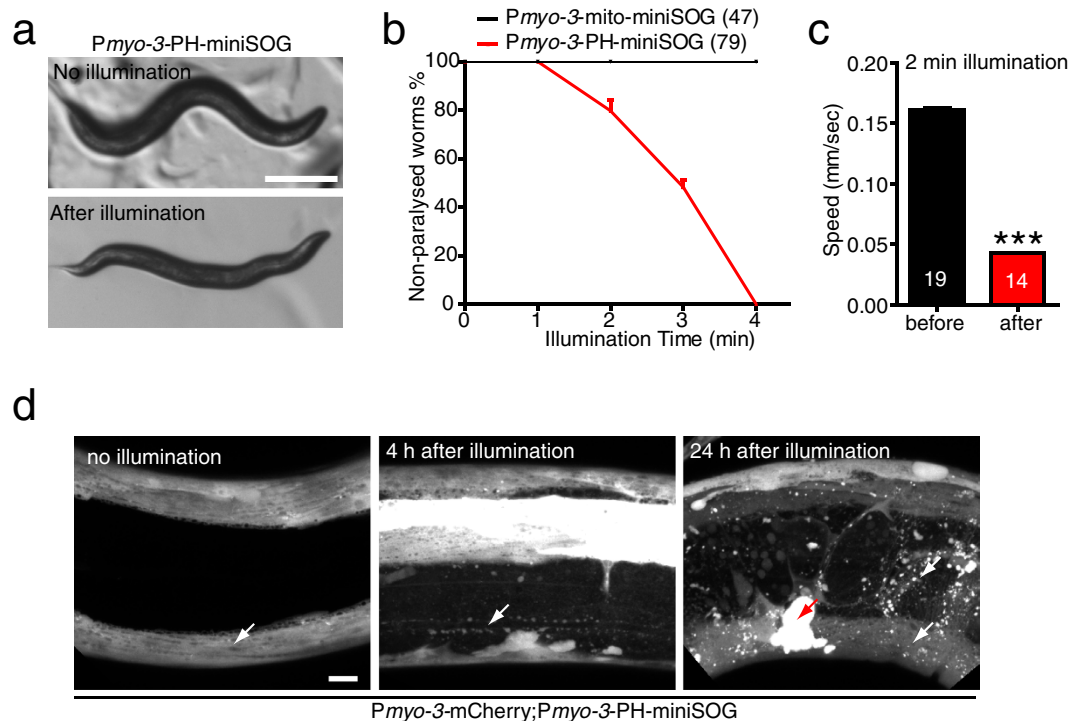 a
Pmyo-3-PH-miniSOG
No illumination
After illumination
b
Pmyo-3-mito-miniSOG (47)
Pmyo-3-PH-miniSOG (79)
Non-paralysed worms %
100
80
60
40
20
0
0 1 2 3 4
Illumination Time (min)
c
2 min illumination
Speed (mm/sec)
0.20
0.15
0.10
0.05
0.00
***
19
14
before after
d
no illumination
4 h after illumination
24 h after illumination
Pmyo-3-mCherry;Pmyo-3-PH-miniSOG